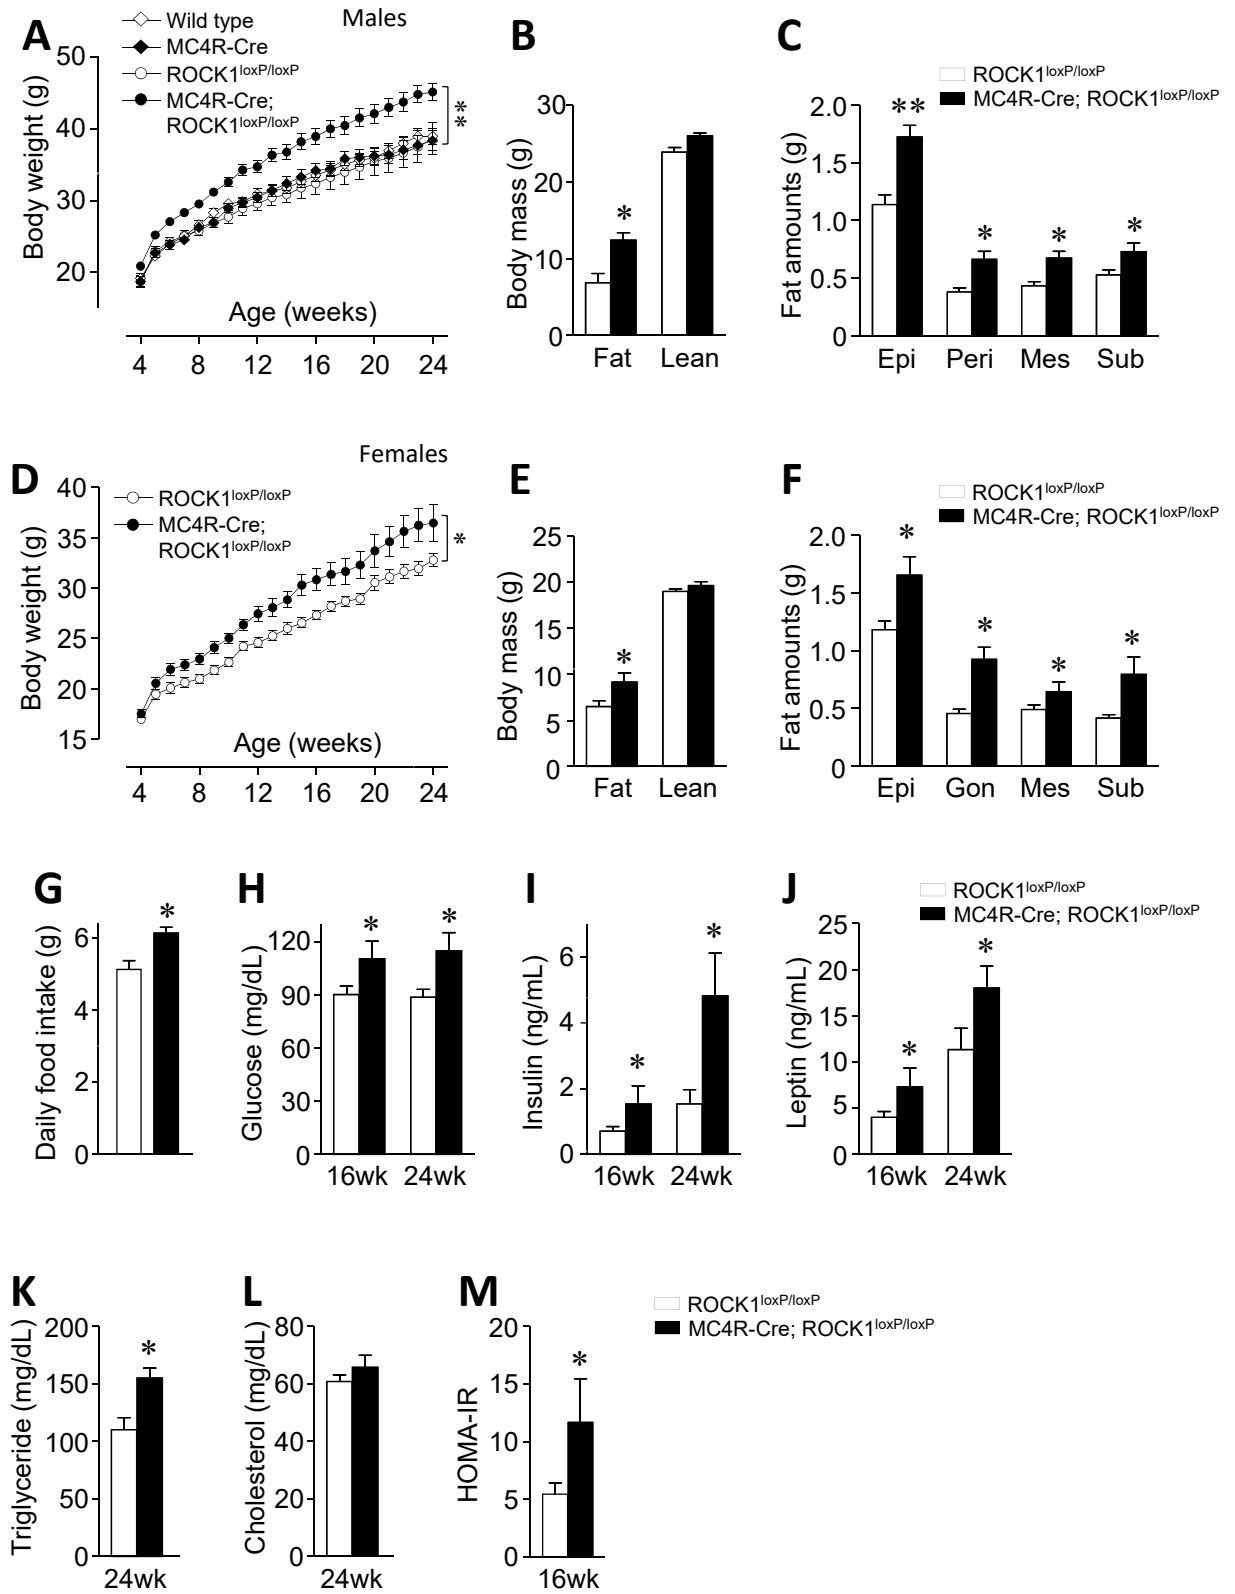 A
Wild type
MC4R-Cre
ROCK1loxP/loxP
MC4R-Cre;
ROCK1loxP/loxP
Males
Body weight (g)
50
40
30
20
*
*
Age (weeks)
4 8 12 16 20 24
B
Body mass (g)
30
20
10
0
*
Fat Lean
C
ROCK1loxP/loxP
MC4R-Cre; ROCK1loxP/loxP
Fat amounts (g)
2.0
1.5
1.0
0.5
0
** * * *
Epi Peri Mes Sub
D
Females
ROCK1loxP/loxP
MC4R-Cre;
ROCK1loxP/loxP
Body weight (g)
40
35
30
25
20
15
*
Age (weeks)
4 8 12 16 20 24
E
Body mass (g)
25
20
15
10
5
0
*
Fat Lean
F
ROCK1loxP/loxP
MC4R-Cre; ROCK1loxP/loxP
Fat amounts (g)
2.0
1.5
1.0
0.5
0
* * * *
Epi Gon Mes Sub
G
Daily food intake (g)
6
4
2
0
*
H
Glucose (mg/dL)
120
90
60
30
0
* *
16wk 24wk
I
Insulin (ng/mL)
6
4
2
0
* *
16wk 24wk
J
ROCK1loxP/loxP
MC4R-Cre; ROCK1loxP/loxP
Leptin (ng/mL)
25
20
15
10
5
0
* *
16wk 24wk
K
Triglyceride (mg/dL)
200
150
100
50
0
*
24wk
L
Cholesterol (mg/dL)
80
60
40
20
0
24wk
M
ROCK1loxP/loxP
MC4R-Cre; ROCK1loxP/loxP
HOMA-IR
20
15
10
5
0
*
16wk